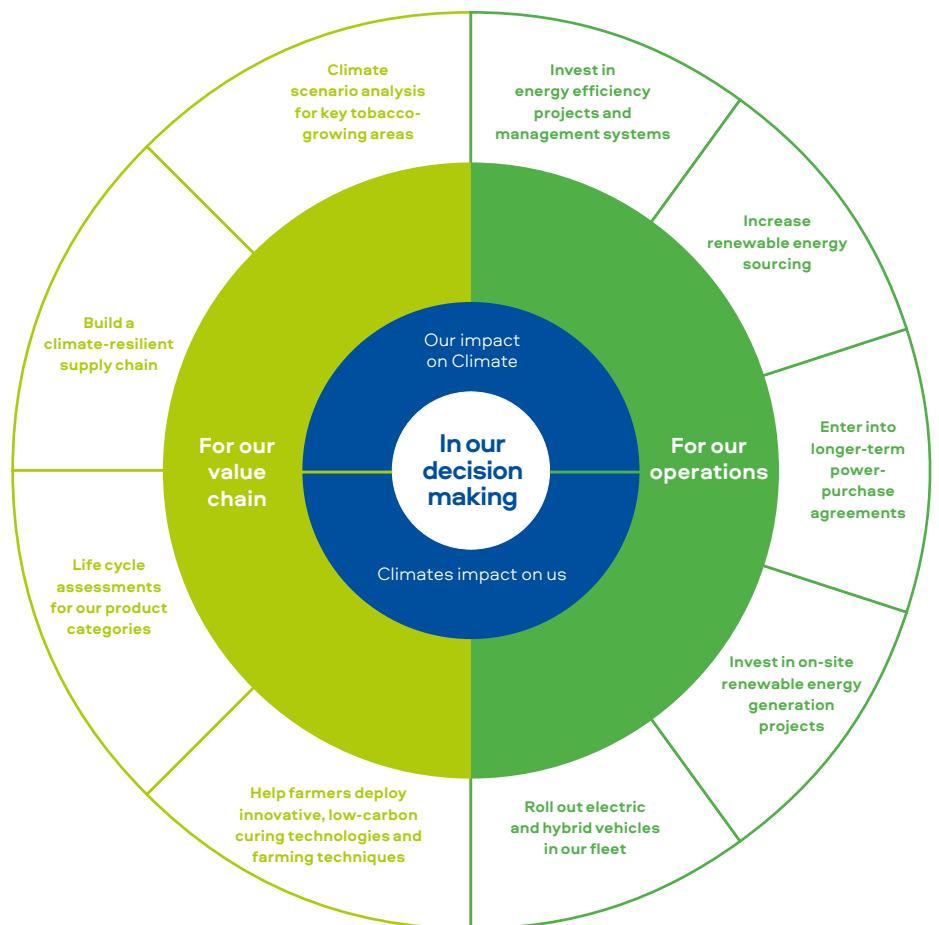 Climate
scenario analysis
for key tobacco-
growing areas
Invest in
energy efficiency
projects and
management systems
Increase
renewable energy
sourcing
Build a
climate-resilient
supply chain
Our impact
on Climate
For our
value
chain
In our
decision
making
For our
operations
Enter into
longer-term
power-
purchase
agreements
Climates impact on us
Life cycle
assessments
for our product
categories
Invest in on-site
renewable energy
generation
projects
Help farmers deploy
innovative, low-carbon
curing technologies and
farming techniques
Roll out electric
and hybrid vehicles
in our fleet